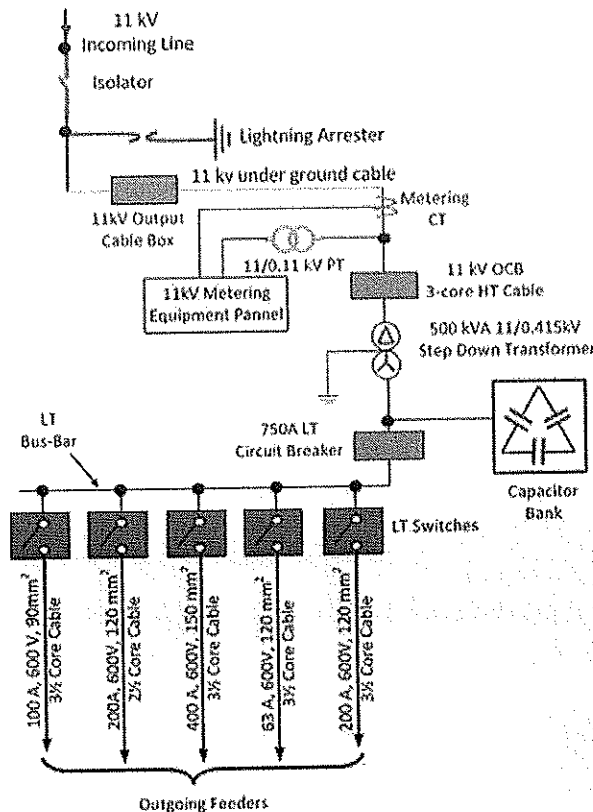 11 kV
Incoming Line
Isolator
Lightning Arrester
11 kv under ground cable
11kV Output
Cable Box
Metering
CT
11/0.11 kV PT
11kV Metering
Equipment Pannel
11 kV OCB
3-core HT Cable
500 kVA 11/0.415kV
Step Down Transformer
LT
Bus-Bar
750A LT
Circuit Breaker
Capacitor
Bank
LT Switches
100 A, 600 V, 90mm²
3½ Core Cable
200A, 600V, 120 mm²
2½ Core Cable
400 A, 600V, 150 mm²
3½ Core Cable
63 A, 600V, 120 mm²
3½ Core Cable
200 A, 600V, 120 mm²
3½ Core Cable
Outgoing Feeders